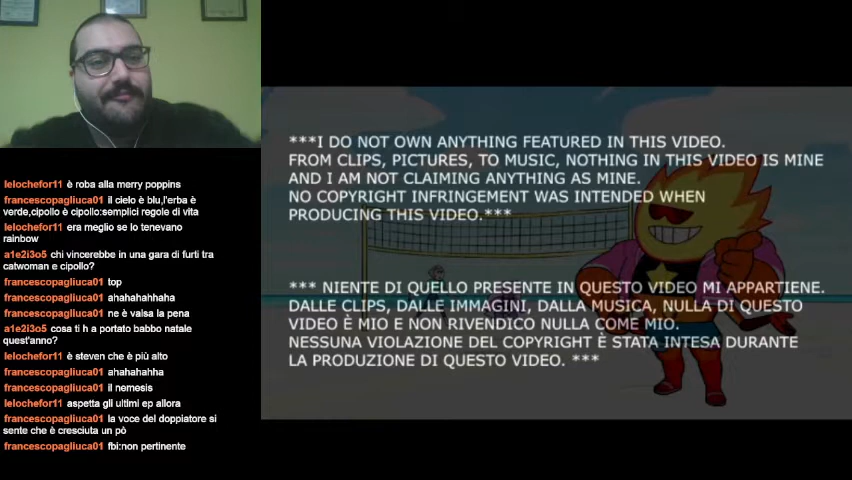 ***I DO NOT OWN ANYTHING FEATURED IN THIS VIDEO.
FROM CLIPS, PICTURES, TO MUSIC, NOTHING IN THIS VIDEO IS MINE
AND I AM NOT CLAIMING ANYTHING AS MINE.
NO COPYRIGHT INFRINGEMENT WAS INTENDED WHEN
PRODUCING THIS VIDEO.***
*** NIENTE DI QUELLO PRESENTE IN QUESTO VIDEO MI APPARTIENE.
DALLE CLIPS, DALLE IMMAGINI, DALLA MUSICA, NULLA DI QUESTO
VIDEO È MIO E NON RIVENDICO NULLA COME MIO.
NESSUNA VIOLAZIONE DEL COPYRIGHT È STATA INTESA DURANTE
LA PRODUZIONE DI QUESTO VIDEO. ***
lelochefor11 è roba alla merry poppins
francescopagliuca01 il cielo è blu,l'erba è
verde,cipollo è cipollo:semplici regole di vita
lelochefor11 era meglio se lo tenevano
rainbow
a1e2i3o5 chi vincerebbe in una gara di furti tra
catwoman e cipollo?
francescopagliuca01 top
francescopagliuca01 ahahahahhaha
francescopagliuca01 ne è valsa la pena
a1e2i3o5 cosa ti h a portato babbo natale
quest'anno?
lelochefor11 è steven che è più alto
francescopagliuca01 ahahahahha
francescopagliuca01 il nemesis
lelochefor11 aspetta gli ultimi ep allora
francescopagliuca01 la voce del doppiatore si
sente che è cresciuta un pò
francescopagliuca01 fbi:non pertinente